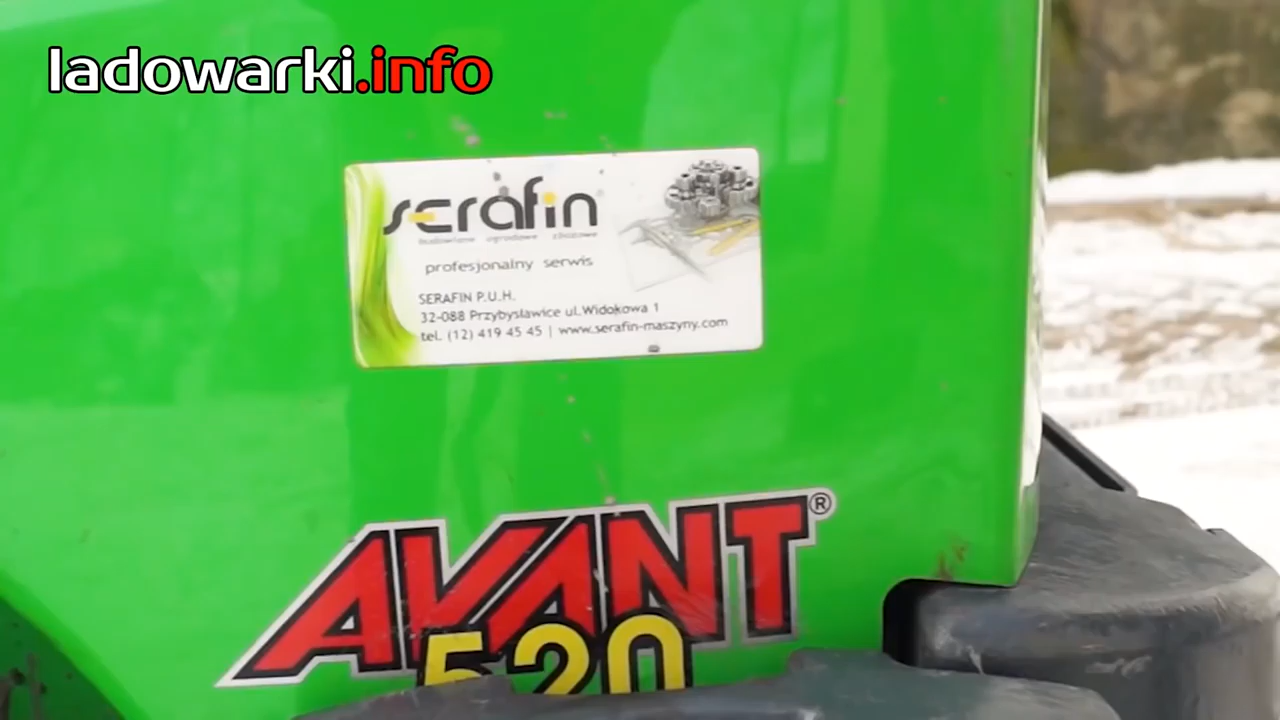 ladowarki.info
serafin
budowlane ogrodowe
profesjonalny serwis
SERAFIN P.U.H.
32-088 Przybysławice ul.Widokowa 1
tel. (12) 419 45 45 | www.serafin-maszyny.com
AVANT®
520